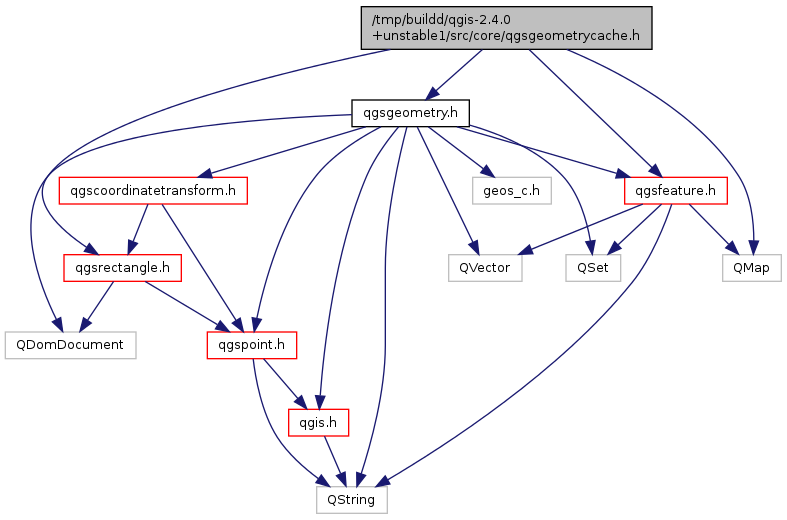 /tmp/buildd/qgis-2.4.0
+unstable1/src/core/qgsgeometrycache.h
qgsgeometry.h
qgscoordinatetransform.h
geos_c.h
qgsfeature.h
qgsrectangle.h
QVector
QSet
QMap
QDomDocument
qgspoint.h
qgis.h
QString